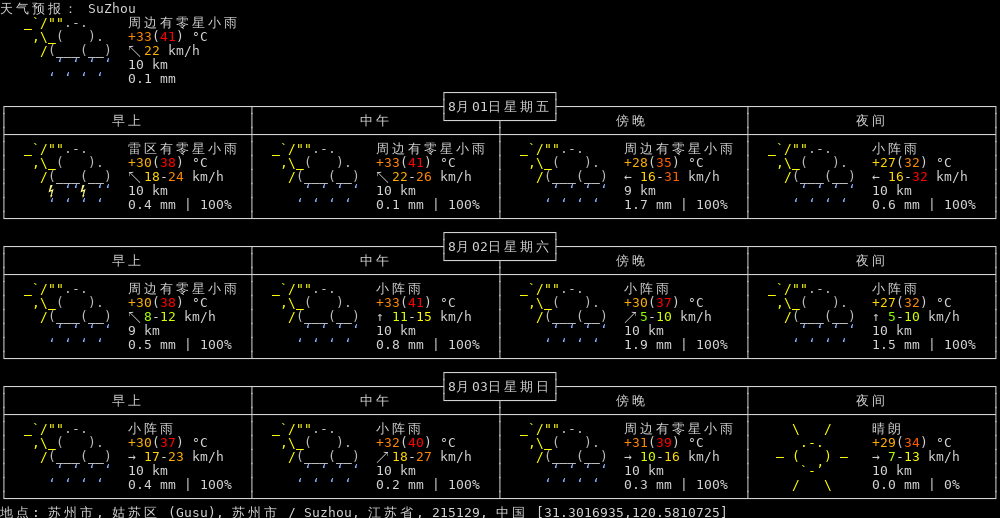 天气预报： SuZhou
周边有零星小雨
+33(41) °C
↖ 22 km/h
10 km
0.1 mm
8月01日星期五
早上 中午 傍晚 夜间
雷区有零星小雨 周边有零星小雨 周边有零星小雨 小阵雨
+30(38) °C +33(41) °C +28(35) °C +27(32) °C
↖ 18-24 km/h ↖ 22-26 km/h ← 16-31 km/h ← 16-32 km/h
10 km 10 km 9 km 10 km
0.4 mm | 100% 0.1 mm | 100% 1.7 mm | 100% 0.6 mm | 100%
8月02日星期六
早上 中午 傍晚 夜间
周边有零星小雨 小阵雨 小阵雨 小阵雨
+30(38) °C +33(41) °C +30(37) °C +27(32) °C
↖ 8-12 km/h ↑ 11-15 km/h ↗ 5-10 km/h ↑ 5-10 km/h
9 km 10 km 10 km 10 km
0.5 mm | 100% 0.8 mm | 100% 1.9 mm | 100% 1.5 mm | 100%
8月03日星期日
早上 中午 傍晚 夜间
小阵雨 小阵雨 周边有零星小雨 晴朗
+30(37) °C +32(40) °C +31(39) °C +29(34) °C
→ 17-23 km/h ↗ 18-27 km/h → 10-16 km/h → 7-13 km/h
10 km 10 km 10 km 10 km
0.4 mm | 100% 0.2 mm | 100% 0.3 mm | 100% 0.0 mm | 0%
地点: 苏州市, 姑苏区 (Gusu), 苏州市 / Suzhou, 江苏省, 215129, 中国 [31.3016935,120.5810725]